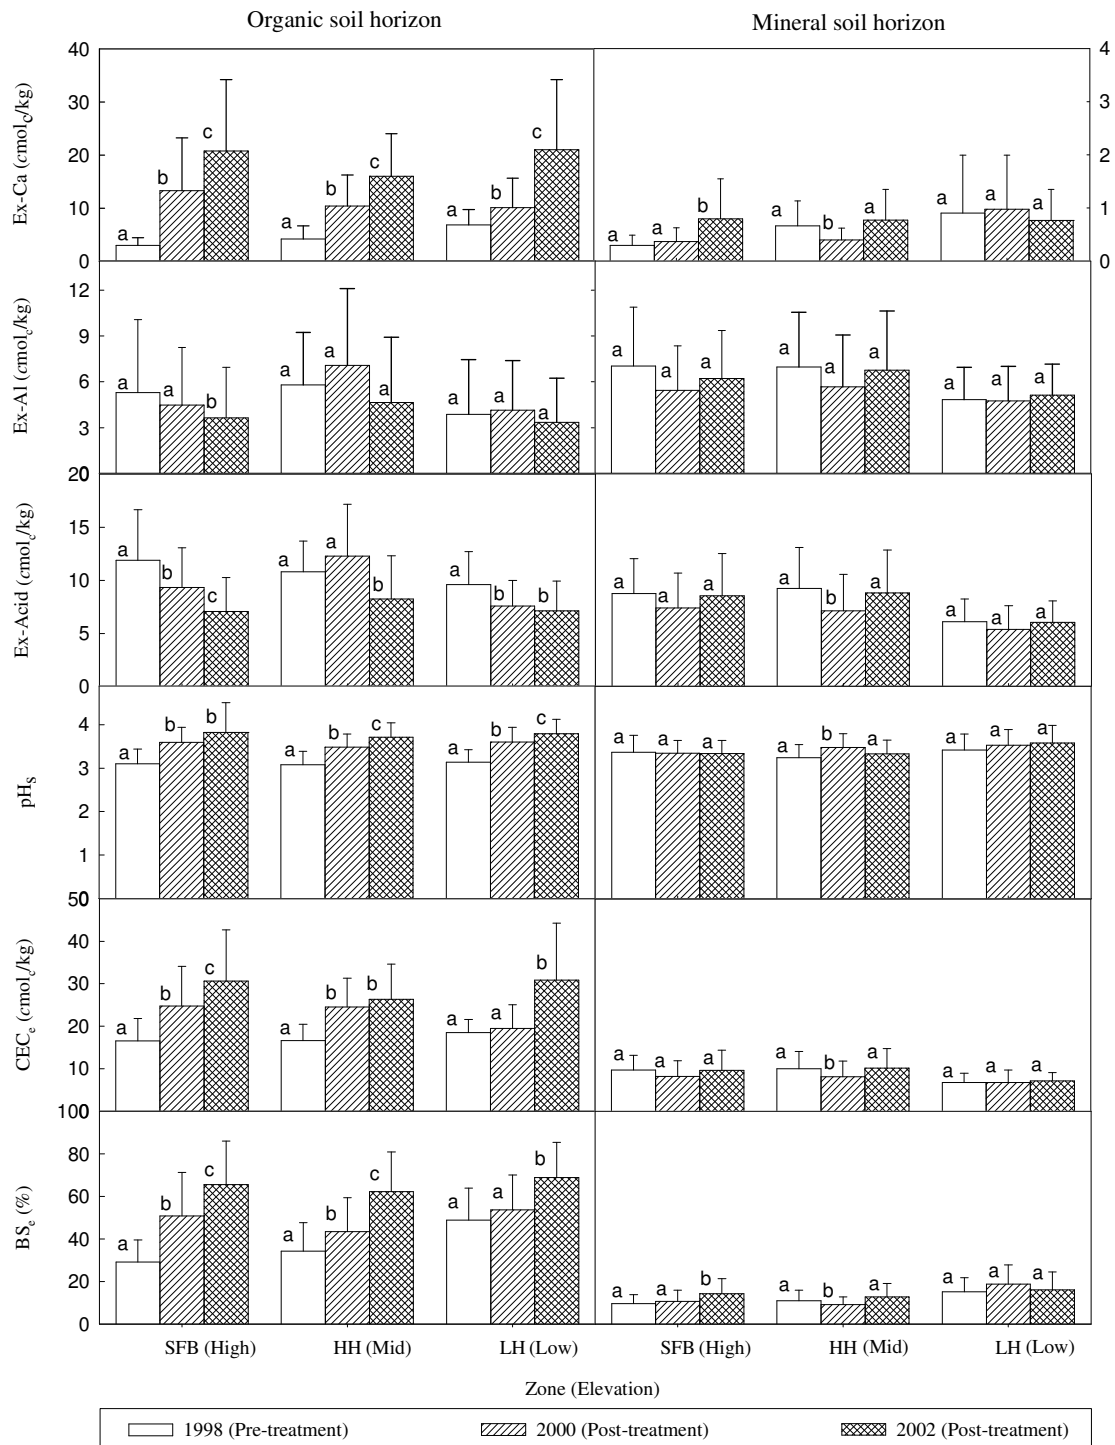 Organic soil horizon Mineral soil horizon
Ex-Ca (cmolc/kg)
40 4
30 3
20 2
10 1
0 0
a b c a b c a b c a a b a b a a a a
Ex-Al (cmolc/kg)
12
9
6
3
0
a a b a a a a a a a a a a a a a a a
Ex-Acid (cmolc/kg)
20
15
10
5
0
a b c a a b a b b a a a a b a a a a
pHs
4
3
2
1
0
a b b a b c a b c a a a a b a a a a
CECe (cmolc/kg)
50
40
30
20
10
0
a b c a b b a a b a a a a b a a a a
BSe (%)
100
80
60
40
20
0
a b c a b c a a b a a b a b a a a a
SFB (High) HH (Mid) LH (Low) SFB (High) HH (Mid) LH (Low)
Zone (Elevation)
1998 (Pre-treatment) 2000 (Post-treatment) 2002 (Post-treatment)